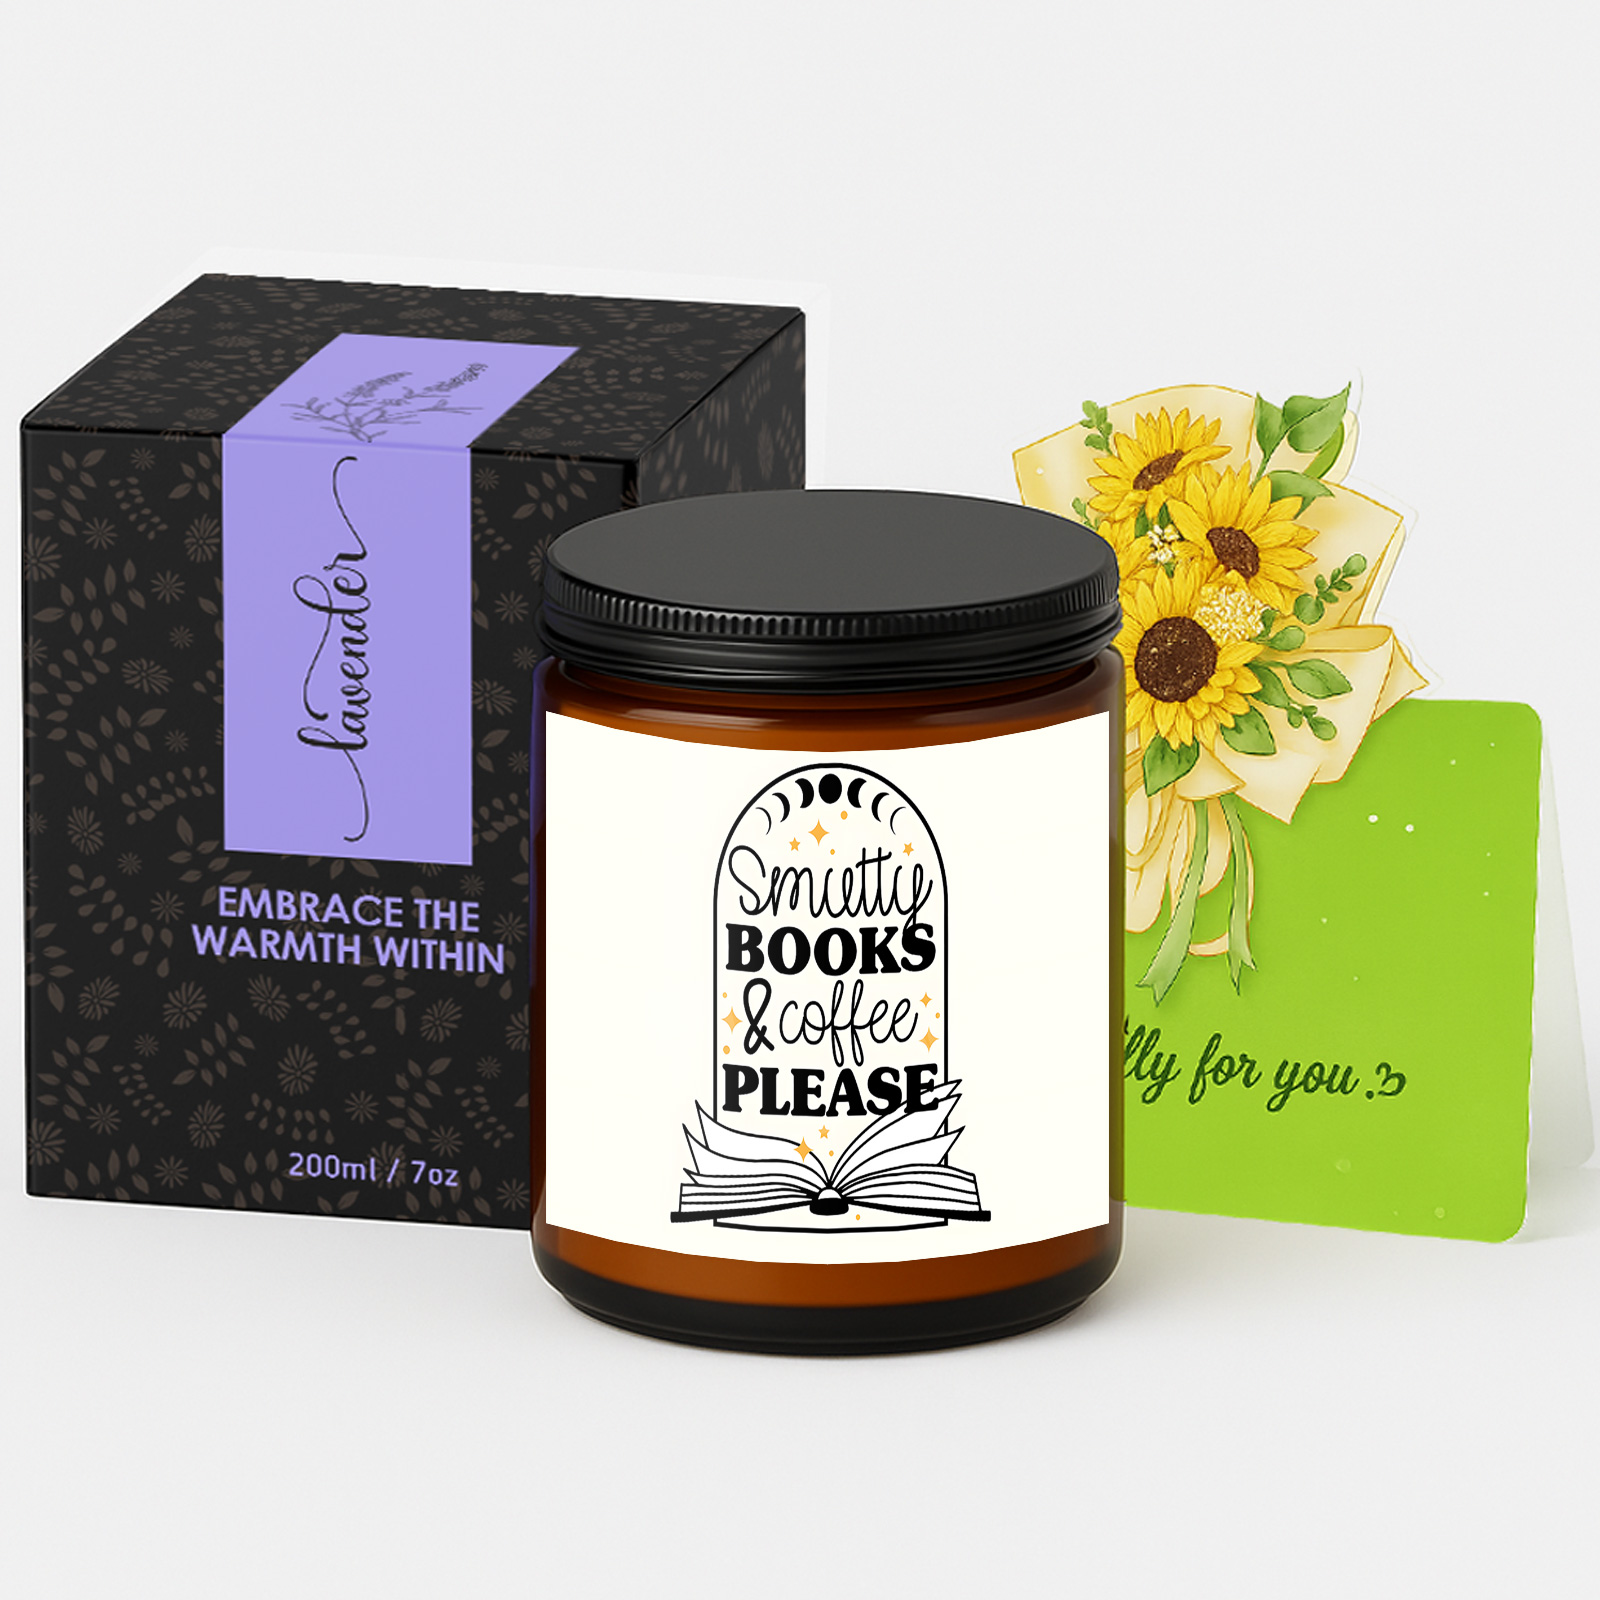 lavender
EMBRACE THE
WARMTH WITHIN
200ml / 7oz
Smutty
BOOKS
& coffee
PLEASE
lly for you